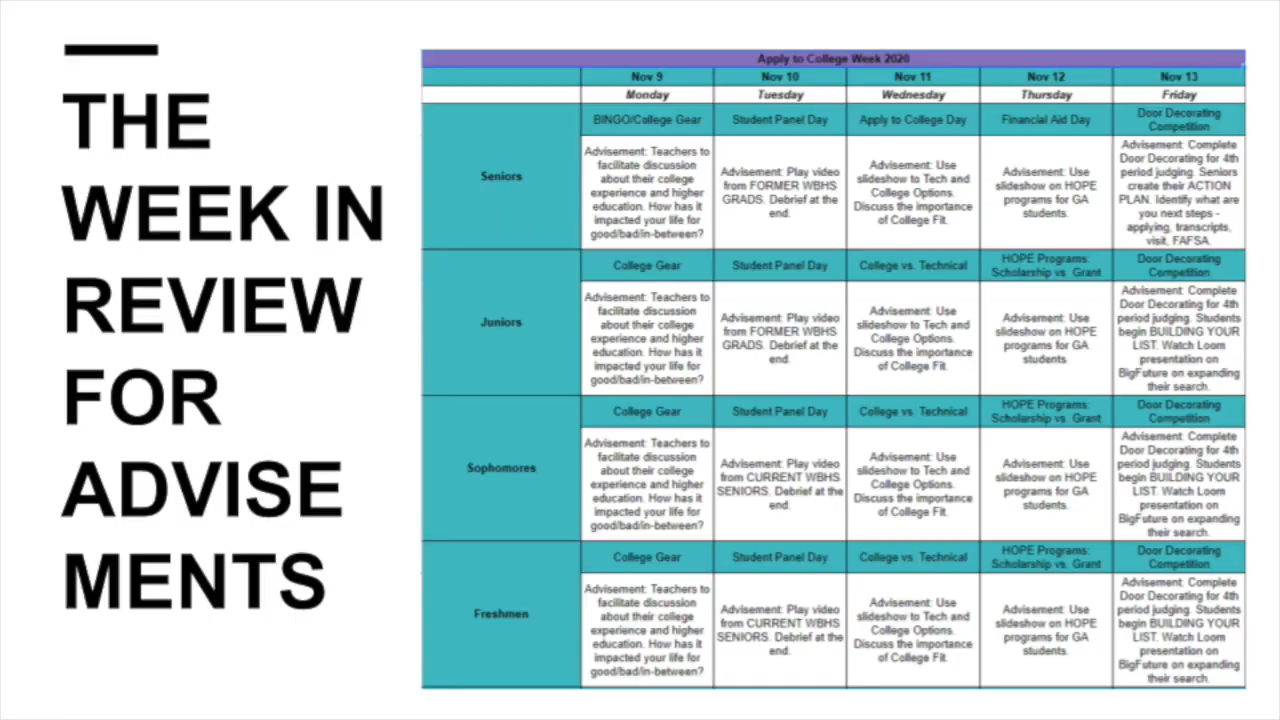 THE
WEEK IN
REVIEW
FOR
ADVISE
MENTS
Apply to College Week 2020
Nov 9 Nov 10 Nov 11 Nov 12 Nov 13
Monday Tuesday Wednesday Thursday Friday
Seniors
BINGO/College Gear
Student Panel Day
Apply to College Day
Financial Aid Day
Door Decorating
Competition
Advisement: Teachers to
facilitate discussion
about their college
experience and higher
education. How has it
impacted your life for
good/bad/in-between?
Advisement: Play video
from FORMER WBHS
GRADS. Debrief at the
end.
Advisement: Use
slideshow to Tech and
College Options.
Discuss the importance
of College Fit.
Advisement: Use
slideshow on HOPE
programs for GA
students.
Advisement: Complete
Door Decorating for 4th
period judging. Seniors
create their ACTION
PLAN. Identify what are
you next steps -
applying, transcripts,
visit, FAFSA.
Juniors
College Gear
Student Panel Day
College vs. Technical
HOPE Programs:
Scholarship vs. Grant
Door Decorating
Competition
Advisement: Teachers to
facilitate discussion
about their college
experience and higher
education. How has it
impacted your life for
good/bad/in-between?
Advisement: Play video
from FORMER WBHS
GRADS. Debrief at the
end.
Advisement: Use
slideshow to Tech and
College Options.
Discuss the importance
of College Fit.
Advisement: Use
slideshow on HOPE
programs for GA
students.
Advisement: Complete
Door Decorating for 4th
period judging. Students
begin BUILDING YOUR
LIST. Watch Loom
presentation on
BigFuture on expanding
their search.
Sophomores
College Gear
Student Panel Day
College vs. Technical
HOPE Programs:
Scholarship vs. Grant
Door Decorating
Competition
Advisement: Teachers to
facilitate discussion
about their college
experience and higher
education. How has it
impacted your life for
good/bad/in-between?
Advisement: Play video
from CURRENT WBHS
SENIORS. Debrief at the
end.
Advisement: Use
slideshow to Tech and
College Options.
Discuss the importance
of College Fit.
Advisement: Use
slideshow on HOPE
programs for GA
students.
Advisement: Complete
Door Decorating for 4th
period judging. Students
begin BUILDING YOUR
LIST. Watch Loom
presentation on
BigFuture on expanding
their search.
Freshmen
College Gear
Student Panel Day
College vs. Technical
HOPE Programs:
Scholarship vs. Grant
Door Decorating
Competition
Advisement: Teachers to
facilitate discussion
about their college
experience and higher
education. How has it
impacted your life for
good/bad/in-between?
Advisement: Play video
from CURRENT WBHS
SENIORS. Debrief at the
end.
Advisement: Use
slideshow to Tech and
College Options.
Discuss the importance
of College Fit.
Advisement: Use
slideshow on HOPE
programs for GA
students.
Advisement: Complete
Door Decorating for 4th
period judging. Students
begin BUILDING YOUR
LIST. Watch Loom
presentation on
BigFuture on expanding
their search.